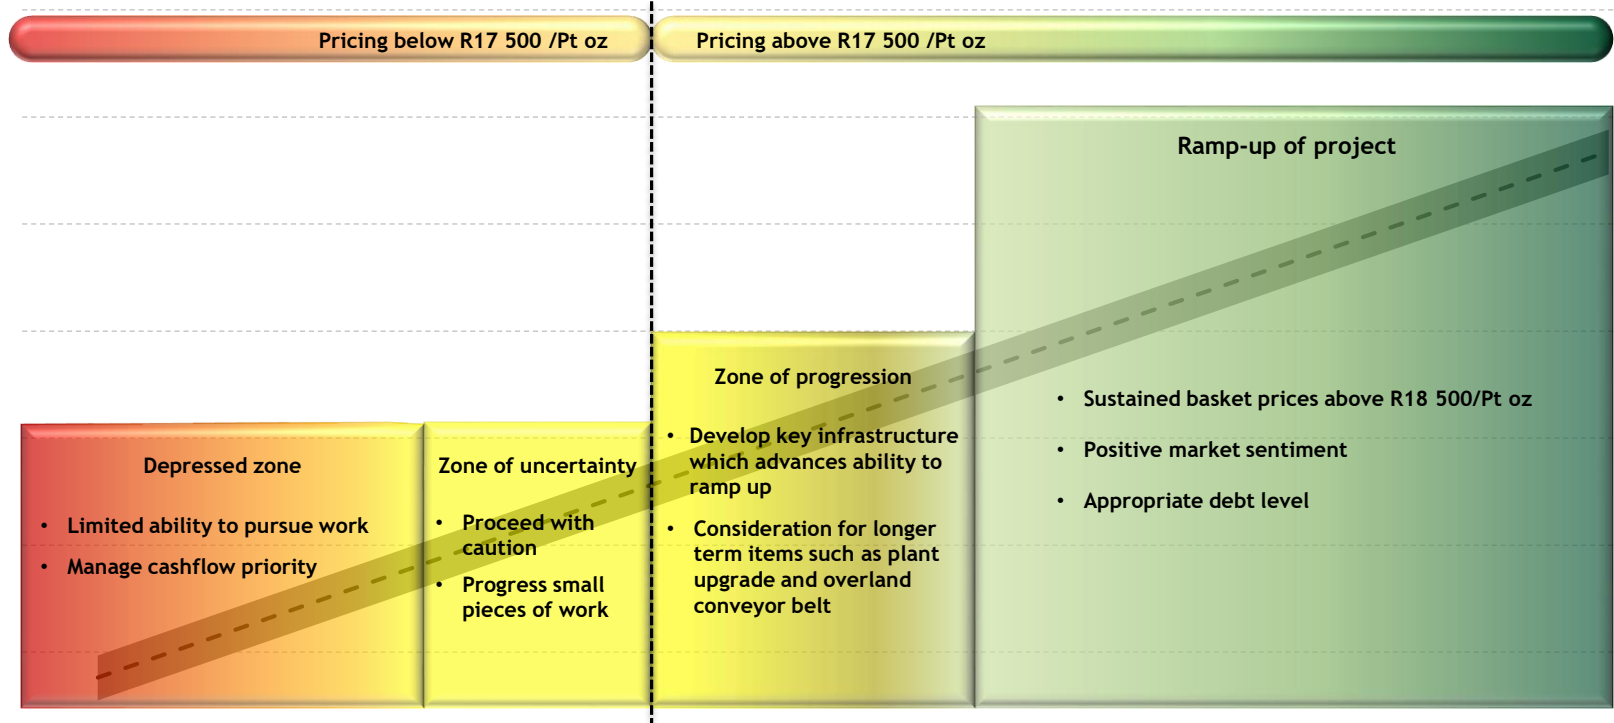 Pricing below R17 500 /Pt oz
Pricing above R17 500 /Pt oz
Depressed zone
• Limited ability to pursue work
• Manage cashflow priority
Zone of uncertainty
• Proceed with
caution
• Progress small
pieces of work
Zone of progression
• Develop key infrastructure
which advances ability to
ramp up
• Consideration for longer
term items such as plant
upgrade and overland
conveyor belt
Ramp-up of project
• Sustained basket prices above R18 500/Pt oz
• Positive market sentiment
• Appropriate debt level